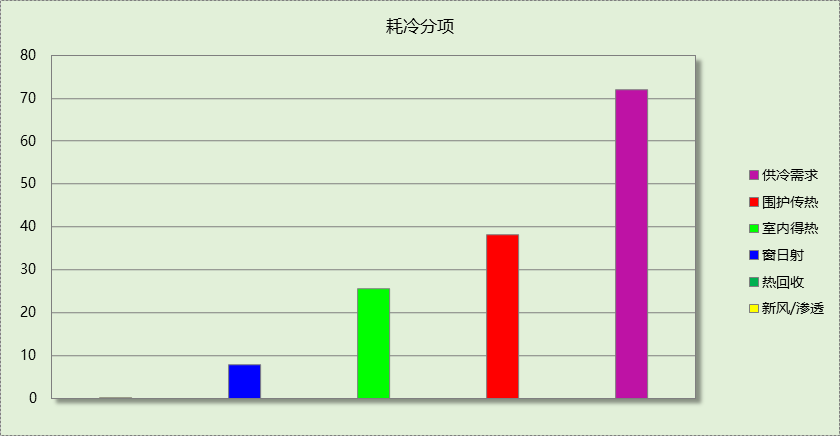 耗冷分项
80
70
60
50
40
30
20
10
0
供冷需求
围护传热
室内得热
窗日射
热回收
新风/渗透